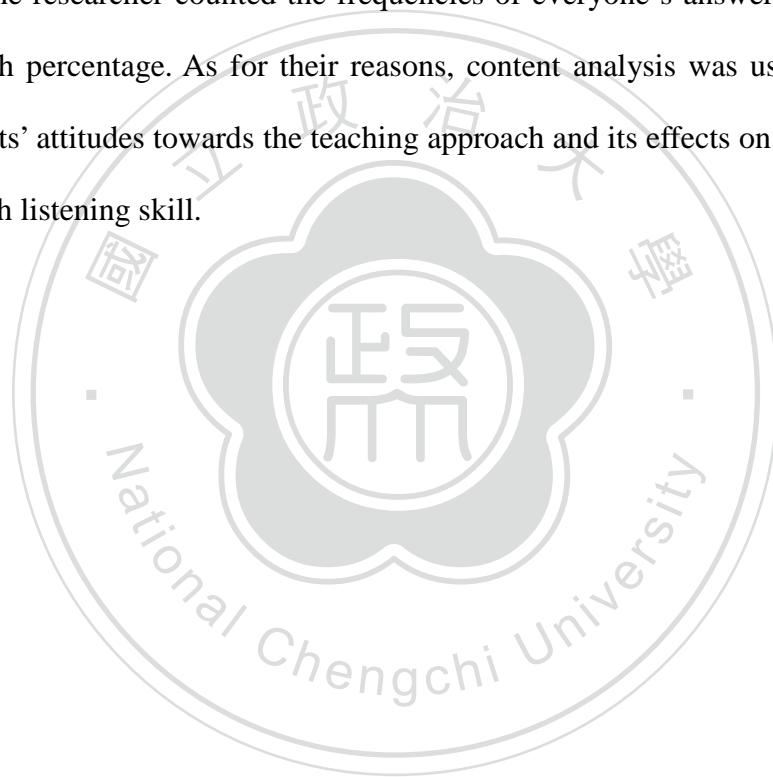 researcher counted the frequencies of everyone’s answer
percentage. As for their reasons, content analysis was us
ts’ attitudes towards the teaching approach and its effects on
h listening skill.
國立政治大學
政
National Chengchi University